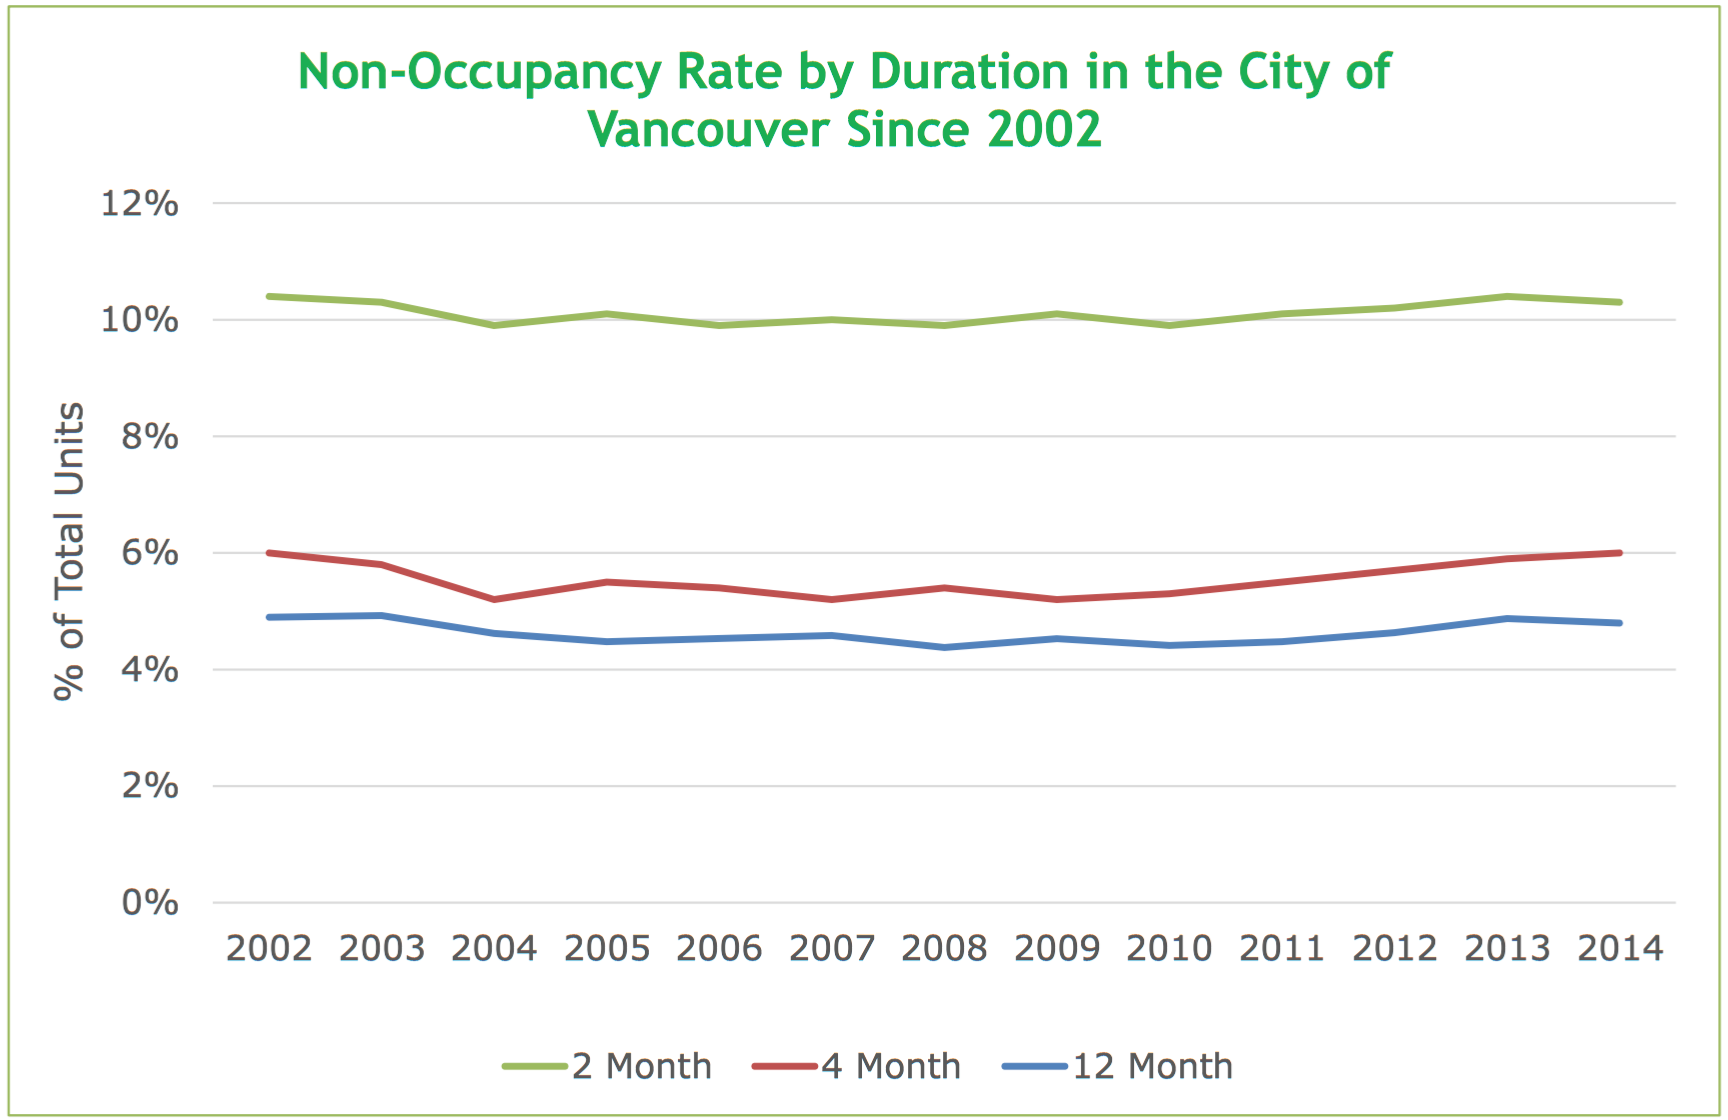 Non-Occupancy Rate by Duration in the City of
Vancouver Since 2002
% of Total Units
12%
10%
8%
6%
4%
2%
0%
2002 2003 2004 2005 2006 2007 2008 2009 2010 2011 2012 2013 2014
2 Month 4 Month 12 Month